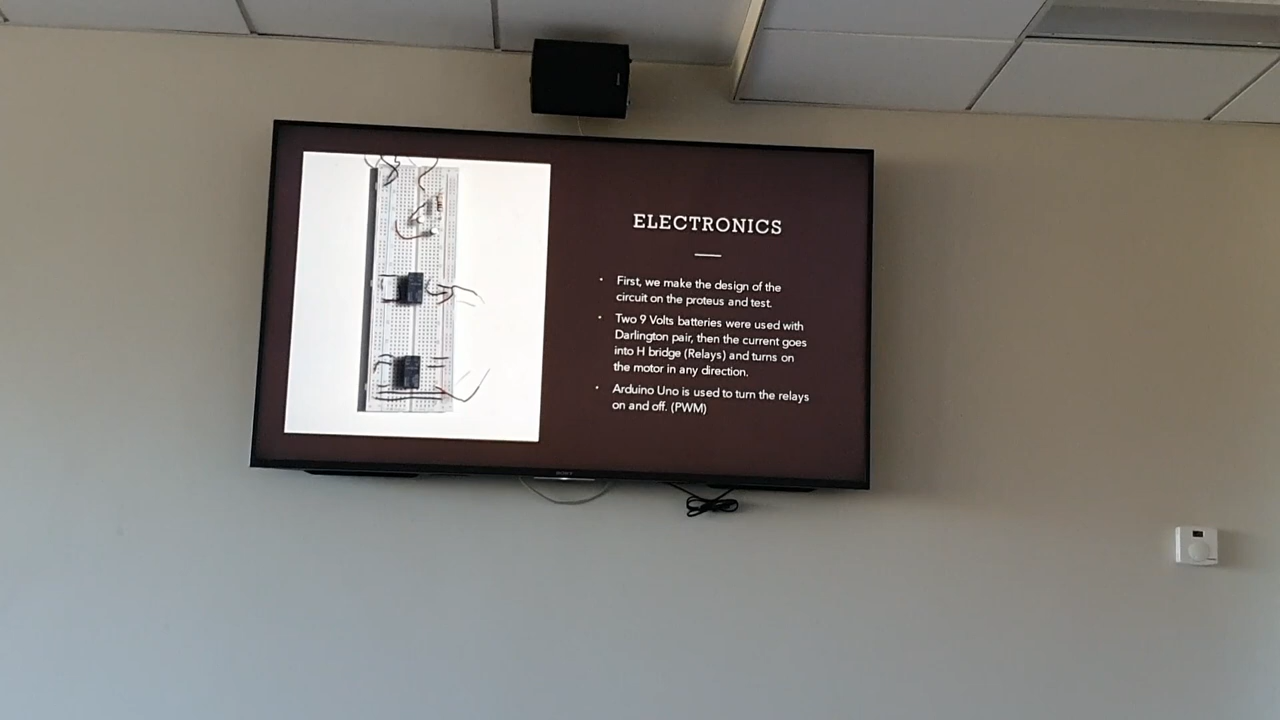 ELECTRONICS
First, we make the design of the
circuit on the proteus and test.
Two 9 Volts batteries were used with
Darlington pair, then the current goes
into H bridge (Relays) and turns on
the motor in any direction.
Arduino Uno is used to turn the relays
on and off. (PWM)
SONY